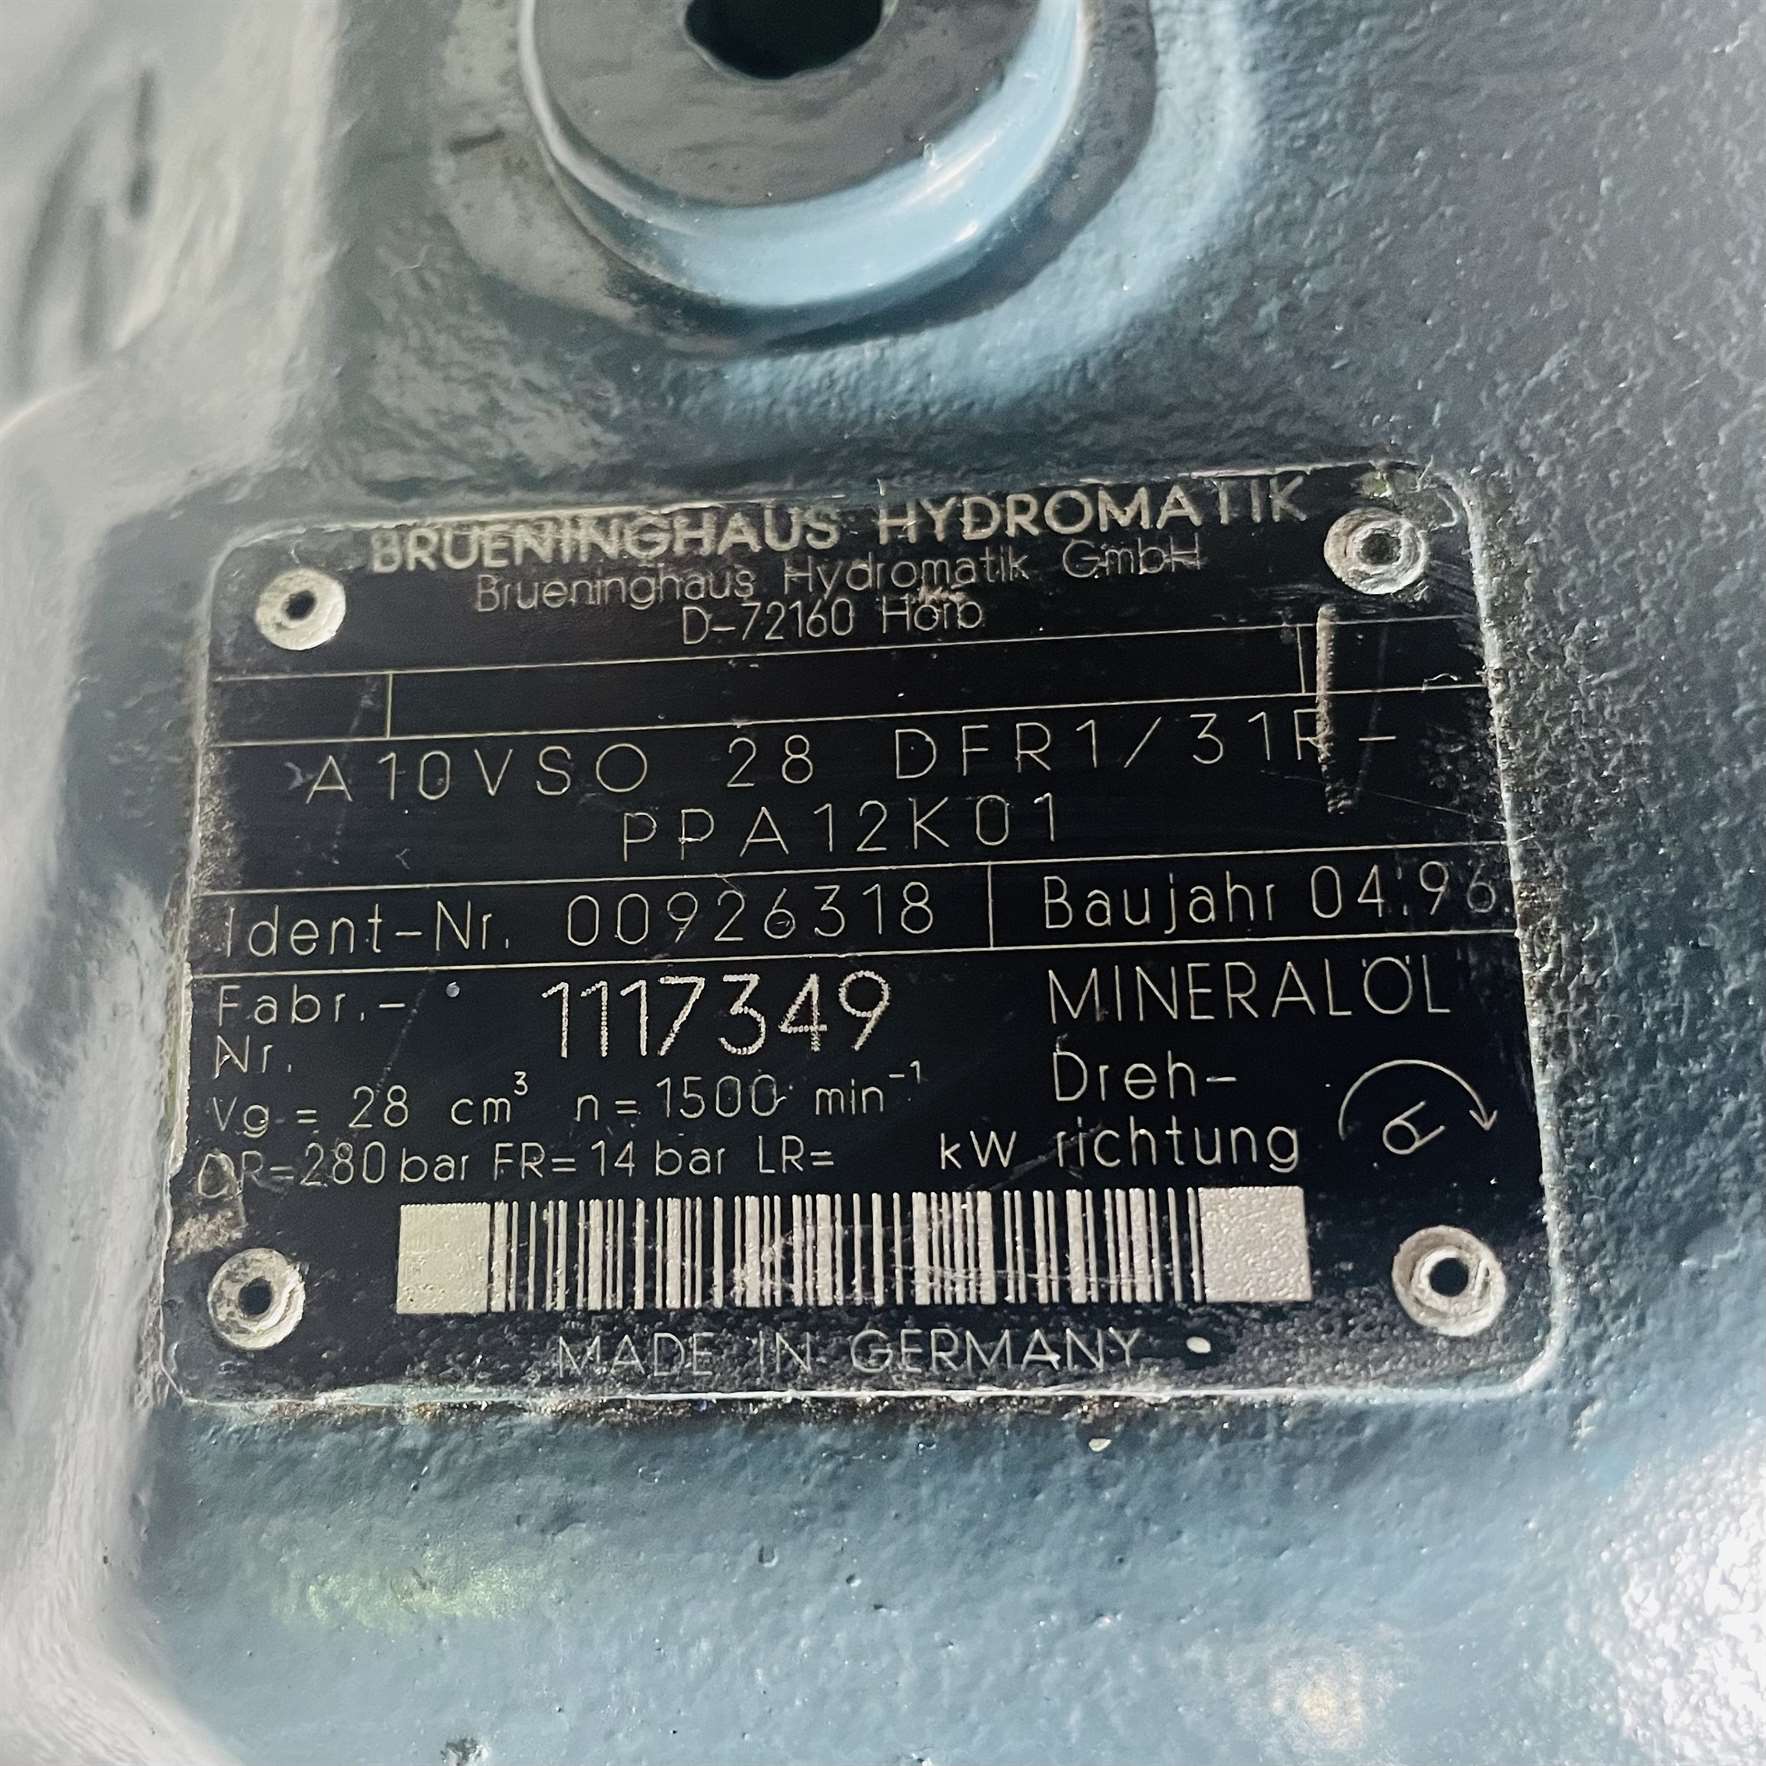 BRUENINGHAUS HYDROMATIK
Brueninghaus Hydromatik GmbH
D-72160 Horb
A10VSO 28 DFR1/31R-
PPA12K01
Ident-Nr. 00926318 Baujahr 04.96
Fabr.- 1117349 MINERALÖL
Nr.
Vg = 28 cm³ n = 1500 min⁻¹ Dreh-
DR=280 bar FR=14 bar LR= kW richtung
MADE IN GERMANY